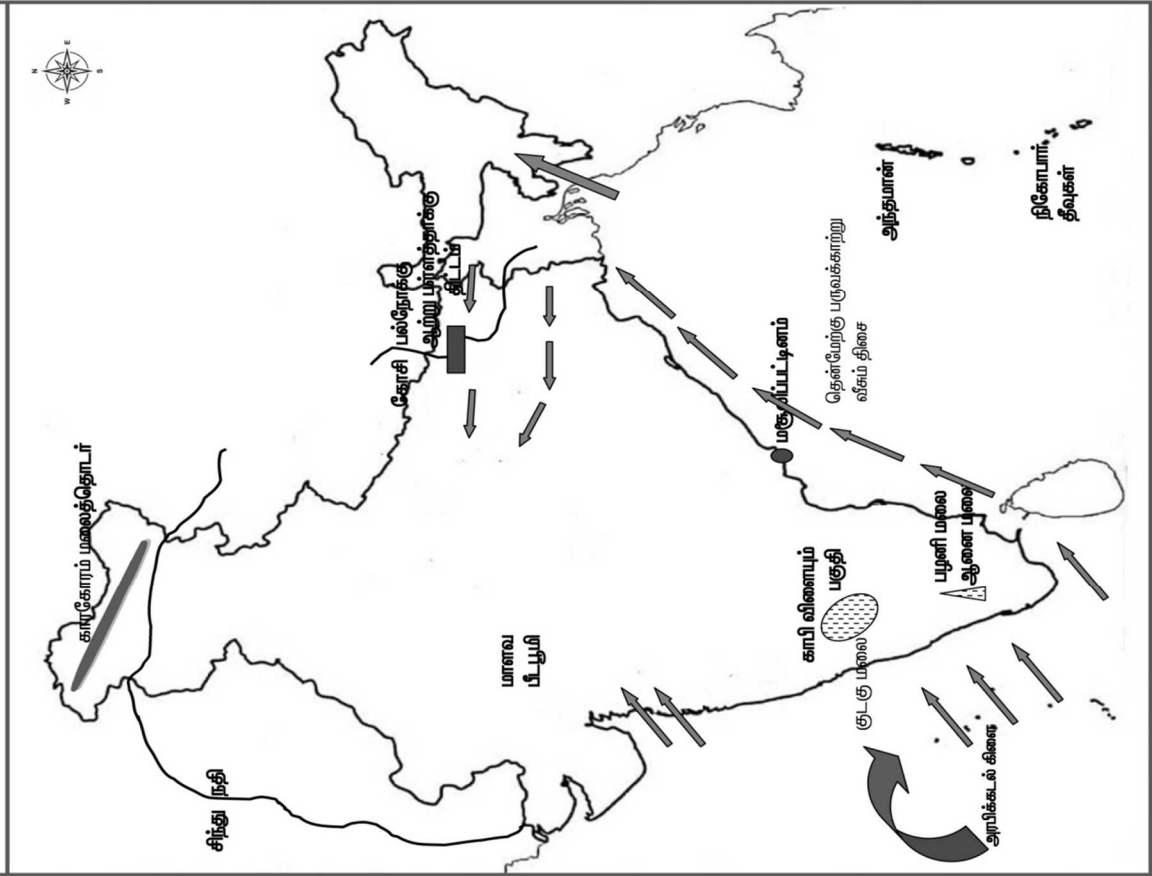 N
E
S
W
காரகோரம் மலைத்தொடர்
சிந்து நதி
கோசி பல்நோக்கு
ஆற்று பள்ளத்தாக்கு
திட்டம்
மாளவ
பீடபூமி
மசூலிப்பட்டினம்
தென்மேற்கு பருவக்காற்று
வீசும் திசை
காபி விளையும்
பகுதி
குடகு மலை
பழனி மலை
ஆனை மலை
அரபிக்கடல் கிளை
அந்தமான்
நிகோபார்
தீவுகள்